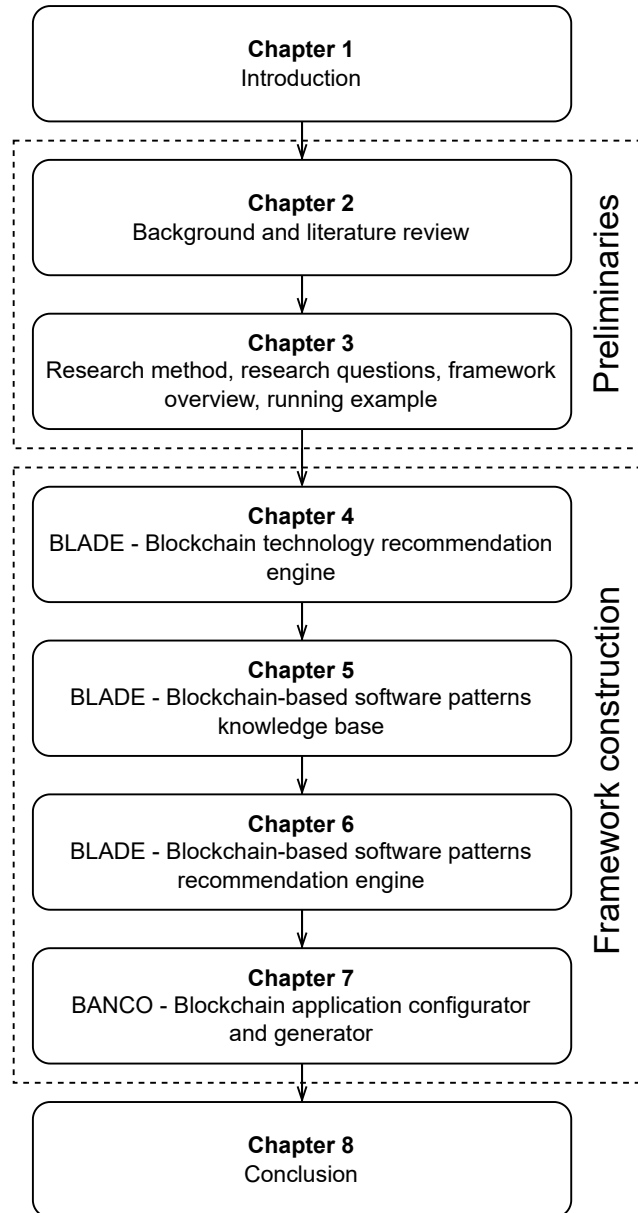 Chapter 1
Introduction
Preliminaries
Chapter 2
Background and literature review
Chapter 3
Research method, research questions, framework
overview, running example
Framework construction
Chapter 4
BLADE - Blockchain technology recommendation
engine
Chapter 5
BLADE - Blockchain-based software patterns
knowledge base
Chapter 6
BLADE - Blockchain-based software patterns
recommendation engine
Chapter 7
BANCO - Blockchain application configurator
and generator
Chapter 8
Conclusion